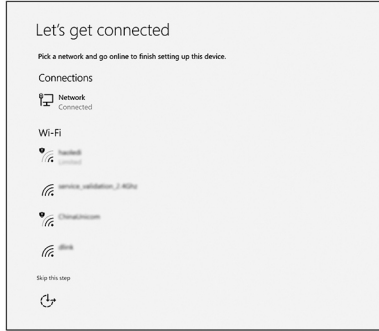 Let's get connected
Pick a network and go online to finish setting up this device.
Connections
Network
Connected
Wi-Fi
service_validation_2.4Ghz
ChinaUnicom
dlink
Skip this step